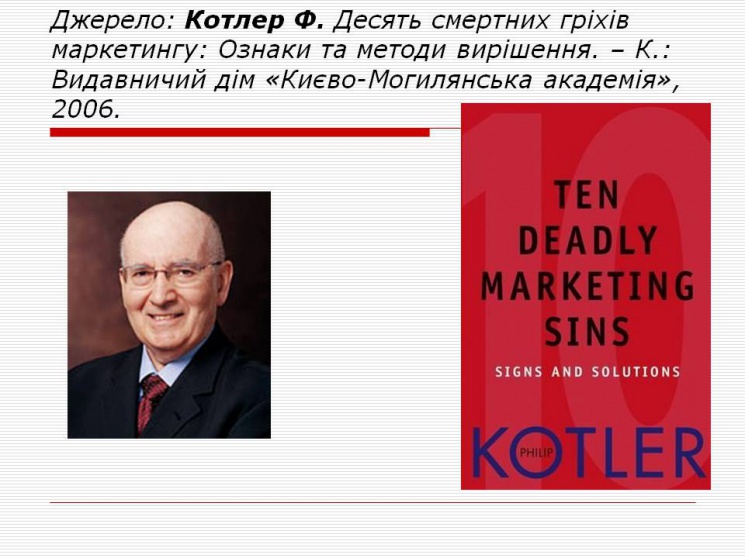 Джерело: Котлер Ф. Десять смертних гріхів
маркетингу: Ознаки та методи вирішення. – К.:
Видавничий дім «Києво-Могилянська академія»,
2006.
10
TEN
DEADLY
MARKETING
SINS
SIGNS AND SOLUTIONS
PHILIP
KOTLER